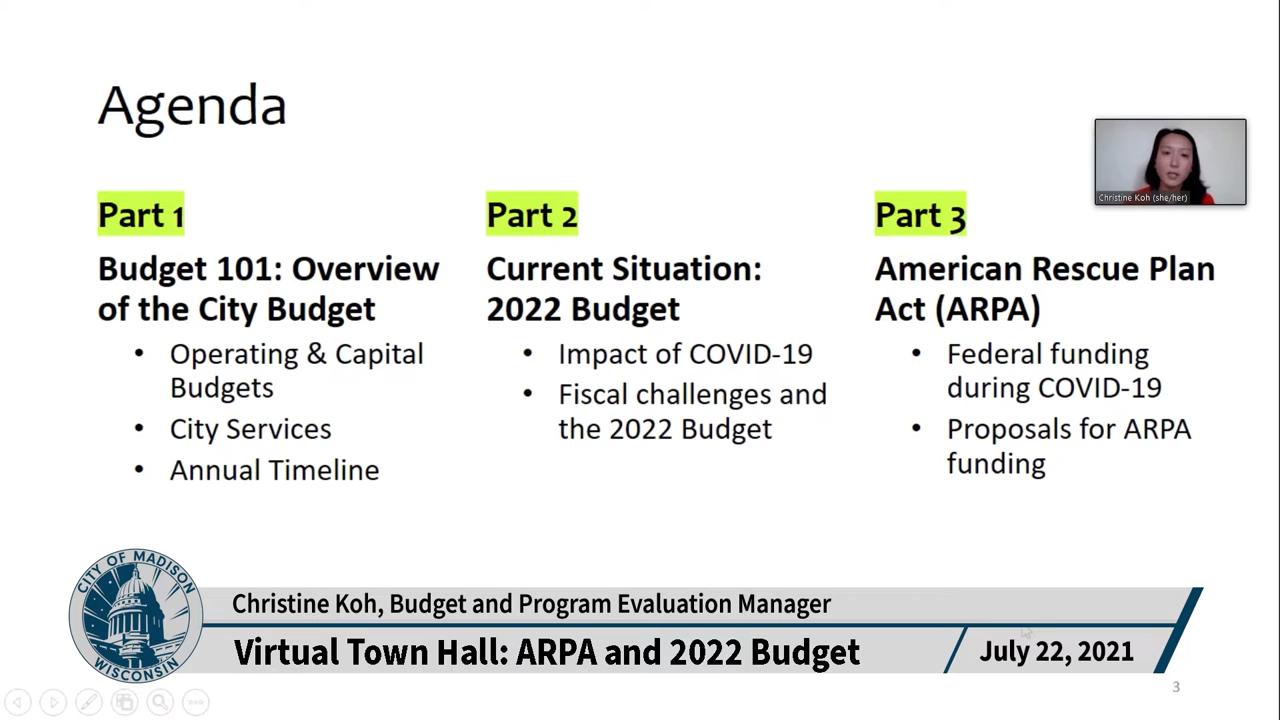 Agenda
Part 1
Budget 101: Overview
of the City Budget
• Operating & Capital
Budgets
• City Services
• Annual Timeline
Part 2
Current Situation:
2022 Budget
• Impact of COVID-19
• Fiscal challenges and
the 2022 Budget
Part 3
American Rescue Plan
Act (ARPA)
• Federal funding
during COVID-19
• Proposals for ARPA
funding
Christine Koh (she/her)
CITY OF MADISON
WISCONSIN
Christine Koh, Budget and Program Evaluation Manager
Virtual Town Hall: ARPA and 2022 Budget
July 22, 2021
3